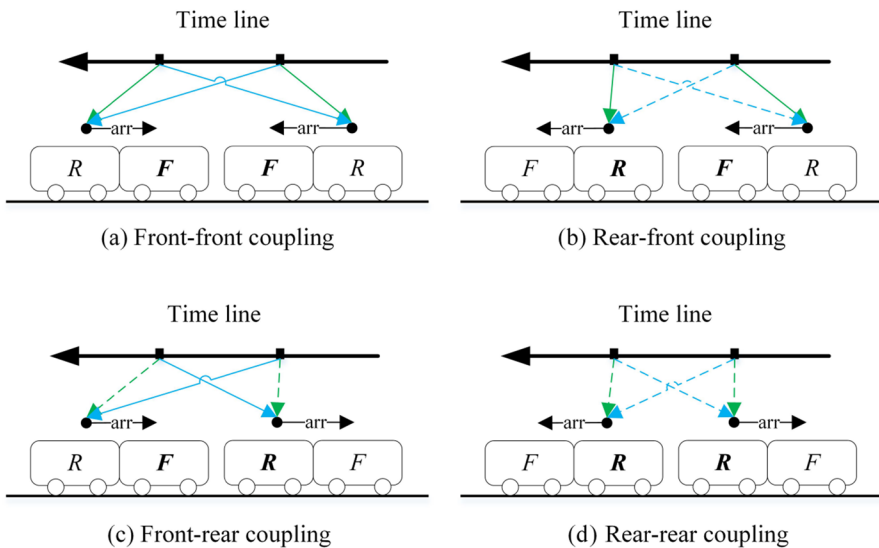 Time line
Time line
arr arr
arr arr
R F F R
F R F R
(a) Front-front coupling
(b) Rear-front coupling
Time line
Time line
arr arr
arr arr
R F R F
F R R F
(c) Front-rear coupling
(d) Rear-rear coupling